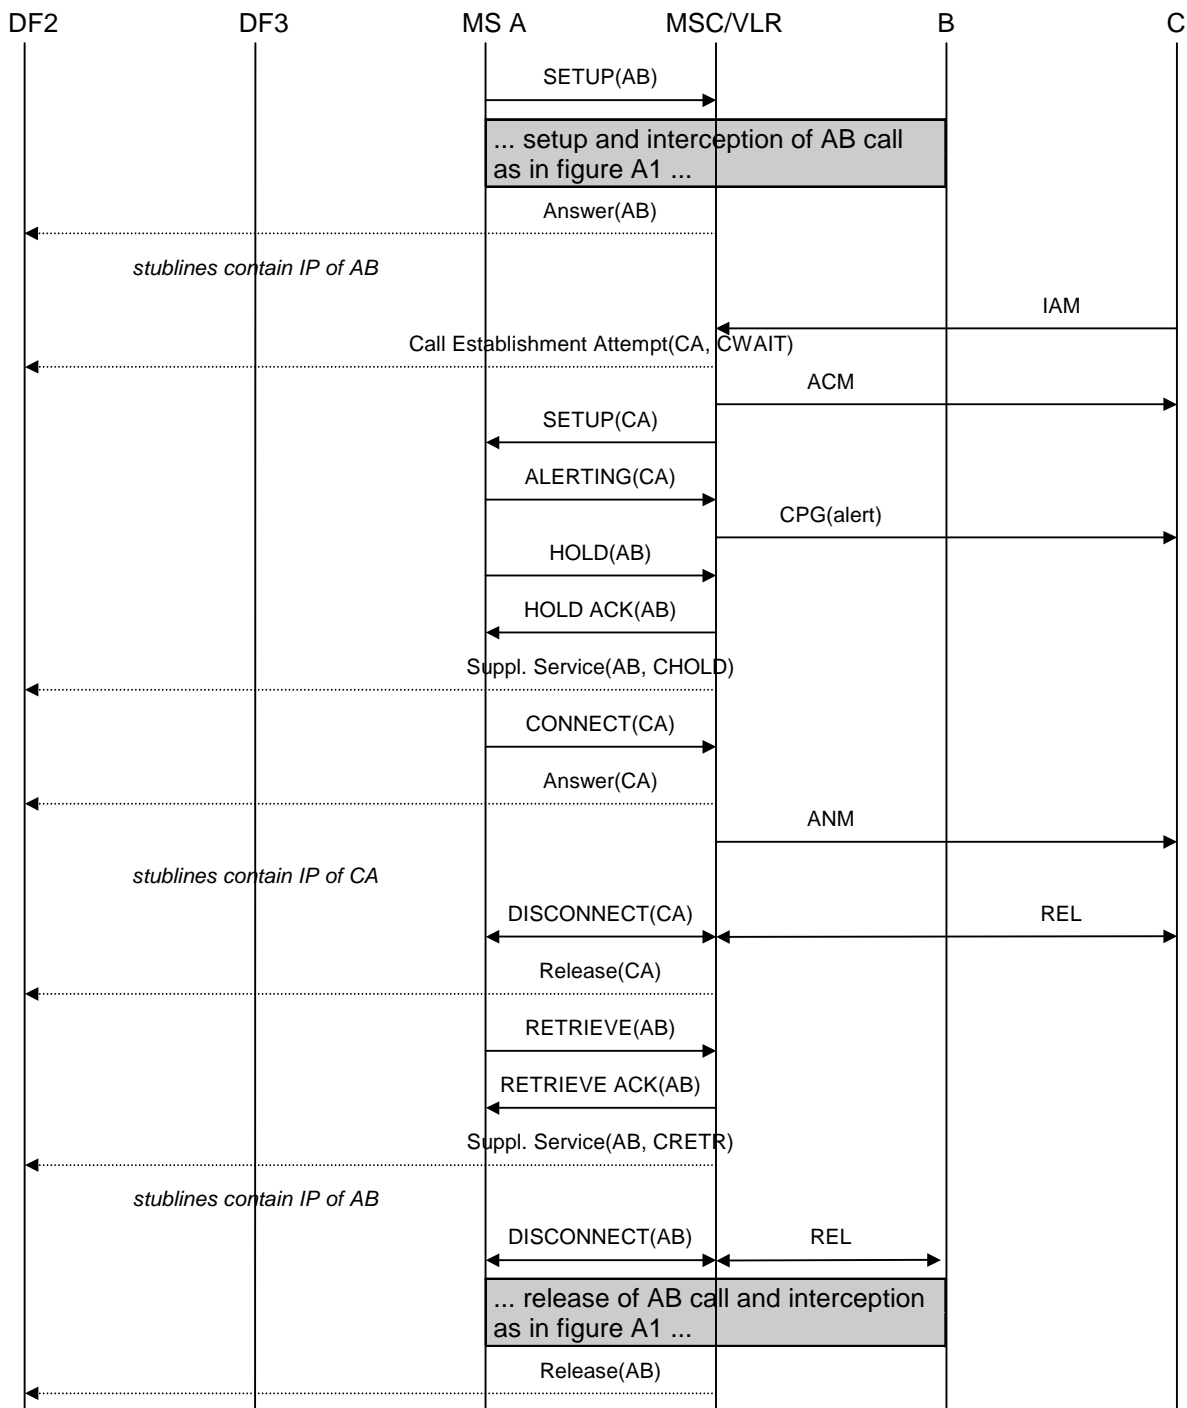 DF2 DF3 MS A MSC/VLR B C
SETUP(AB)
... setup and interception of AB call
as in figure A1 ...
Answer(AB)
stublines contain IP of AB
IAM
Call Establishment Attempt(CA, CWAIT)
ACM
SETUP(CA)
ALERTING(CA)
CPG(alert)
HOLD(AB)
HOLD ACK(AB)
Suppl. Service(AB, CHOLD)
CONNECT(CA)
Answer(CA)
ANM
stublines contain IP of CA
DISCONNECT(CA) REL
Release(CA)
RETRIEVE(AB)
RETRIEVE ACK(AB)
Suppl. Service(AB, CRETR)
stublines contain IP of AB
DISCONNECT(AB) REL
... release of AB call and interception
as in figure A1 ...
Release(AB)